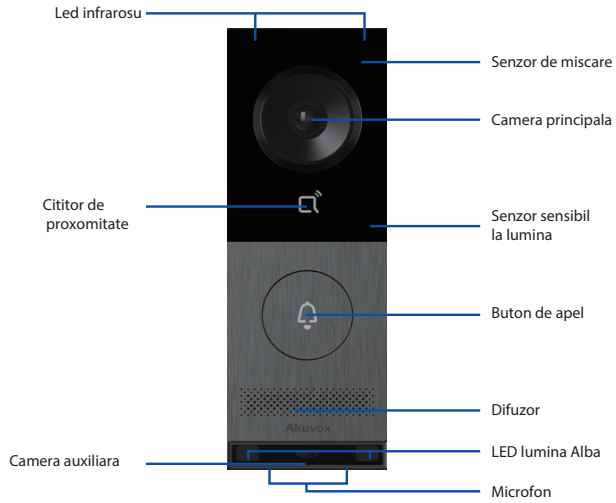 Led infrarosu
Senzor de miscare
Camera principala
Cititor de
proxomitate
Senzor sensibil
la lumina
Buton de apel
Difuzor
Akuvox
LED lumina Alba
Camera auxiliara
Microfon